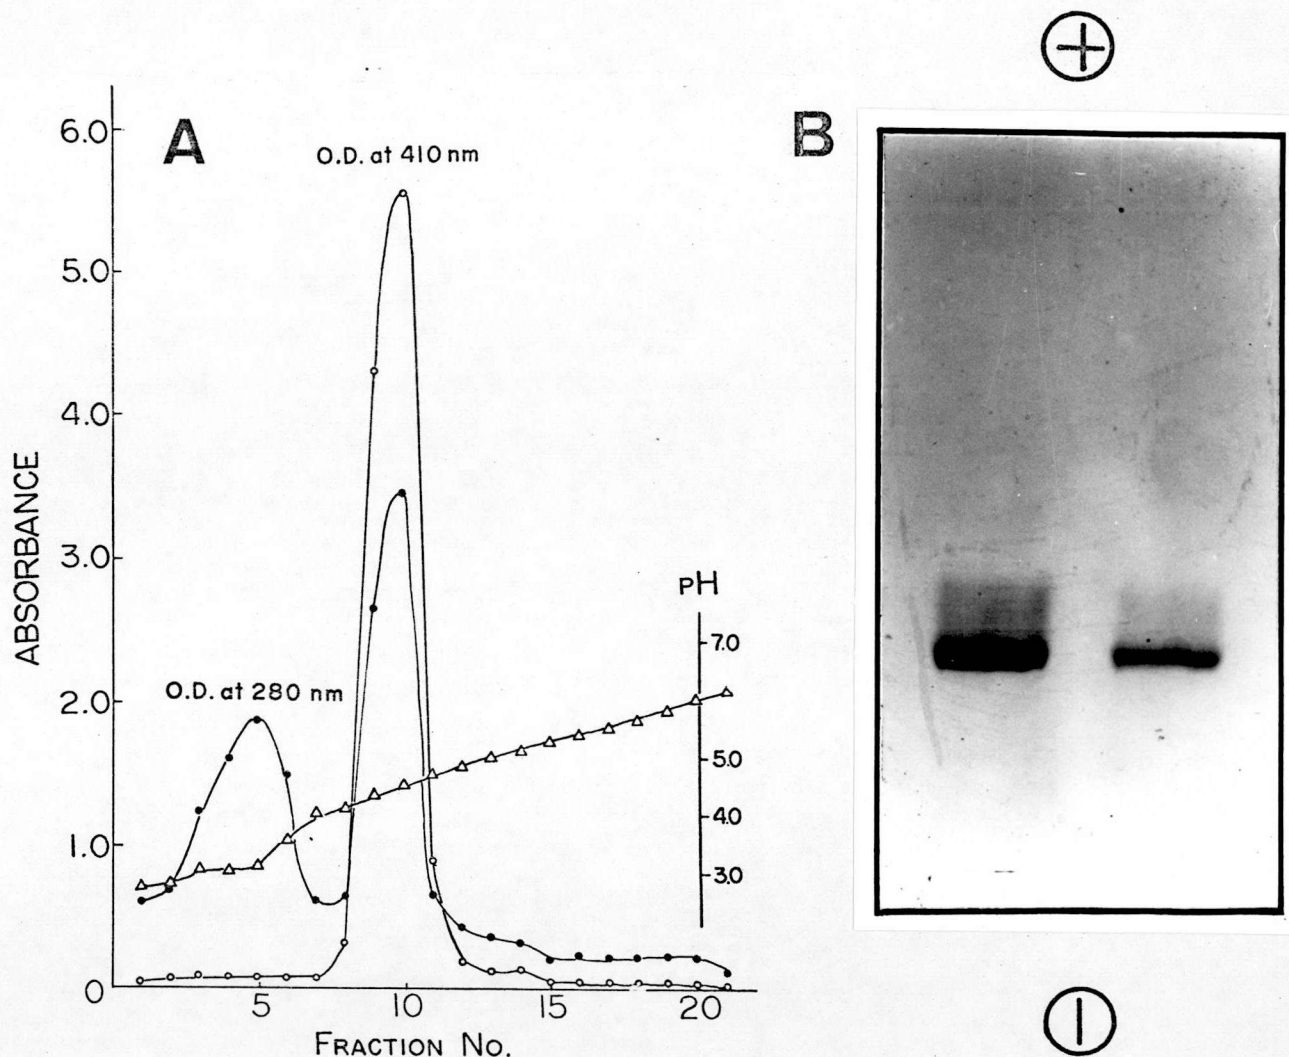 A
B
O.D. at 410 nm
O.D. at 280 nm
ABSORBANCE
6.0
5.0
4.0
3.0
2.0
1.0
0
5
10
15
20
FRACTION No.
PH
7.0
5.0
4.0
3.0
+
−